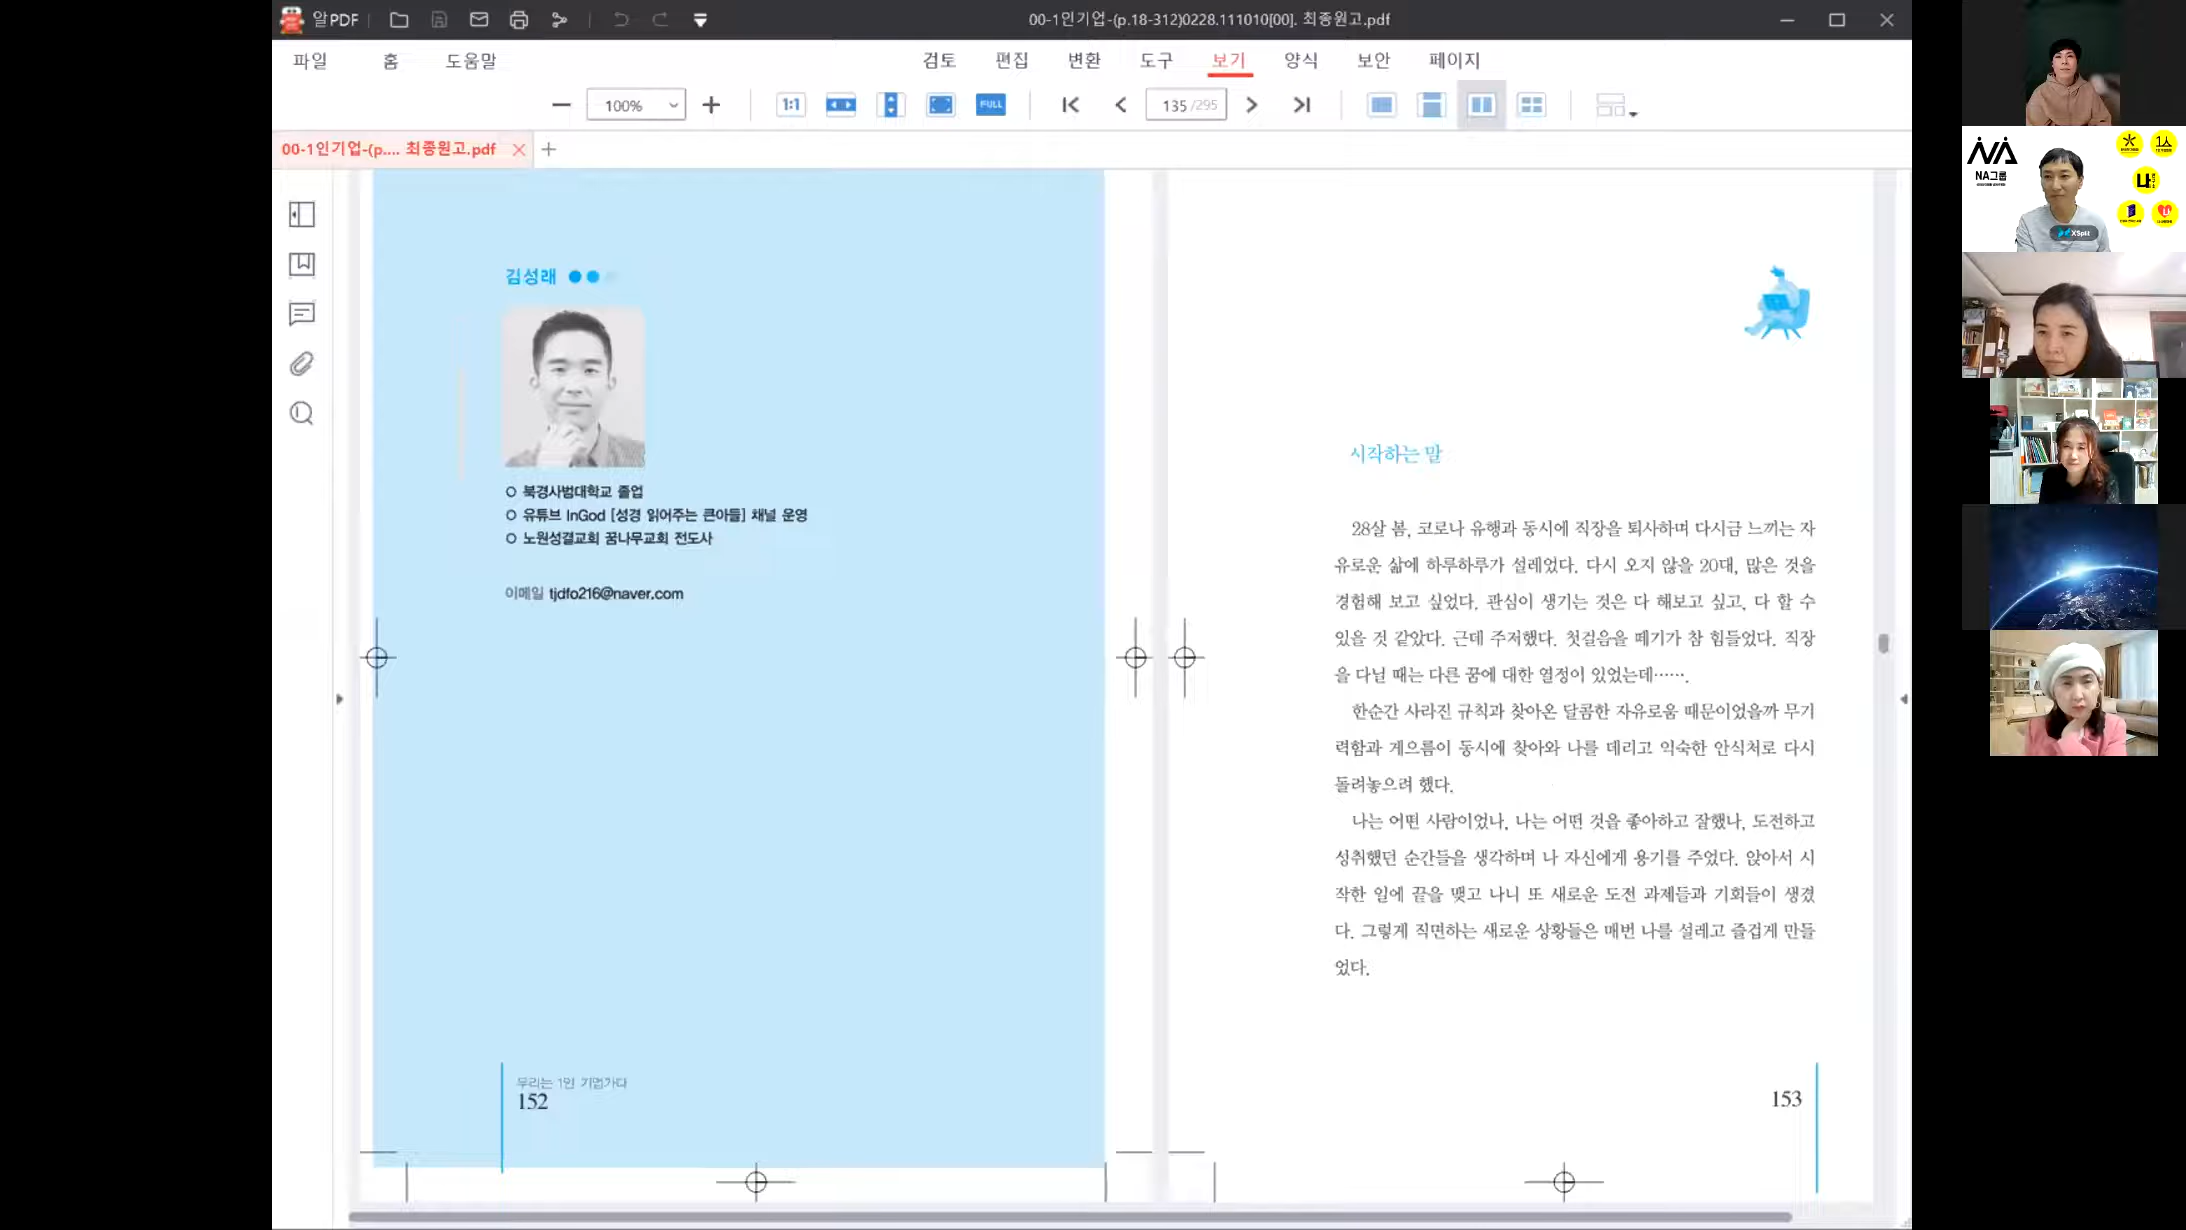 알PDF
00-1인기업-(p.18-312)0228.111010[00]. 최종원고.pdf
파일 홈 도움말 검토 편집 변환 도구 보기 양식 보안 페이지
100% 1:1 FULL 135 /295
00-1인기업-(p.... 최종원고.pdf
김성래
북경사범대학교 졸업
유튜브 InGod [성경 읽어주는 큰아들] 채널 운영
노원성결교회 꿈나무교회 전도사
이메일 tjdfo216@naver.com
우리는 1인 기업가다
152
시작하는 말
28살 봄, 코로나 유행과 동시에 직장을 퇴사하며 다시금 느끼는 자
유로운 삶에 하루하루가 설레었다. 다시 오지 않을 20대, 많은 것을
경험해 보고 싶었다. 관심이 생기는 것은 다 해보고 싶고, 다 할 수
있을 것 같았다. 근데 주저했다. 첫걸음을 떼기가 참 힘들었다. 직장
을 다닐 때는 다른 꿈에 대한 열정이 있었는데…….
한순간 사라진 규칙과 찾아온 달콤한 자유로움 때문이었을까 무기
력함과 게으름이 동시에 찾아와 나를 데리고 익숙한 안식처로 다시
돌려놓으려 했다.
나는 어떤 사람이었나, 나는 어떤 것을 좋아하고 잘했나, 도전하고
성취했던 순간들을 생각하며 나 자신에게 용기를 주었다. 앉아서 시
작한 일에 끝을 맺고 나니 또 새로운 도전 과제들과 기회들이 생겼
다. 그렇게 직면하는 새로운 상황들은 매번 나를 설레고 즐겁게 만들
었다.
153
NA그룹
1人
XSplit